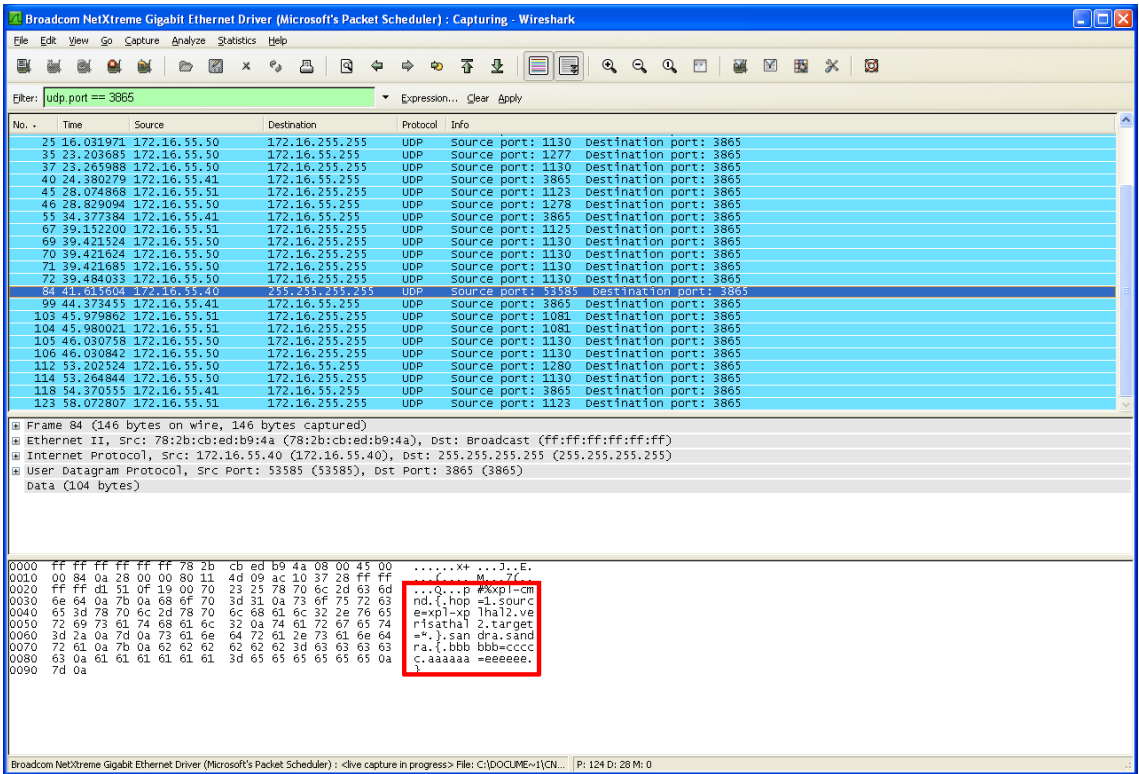 Broadcom NetXtreme Gigabit Ethernet Driver (Microsoft's Packet Scheduler) : Capturing - Wireshark
File Edit View Go Capture Analyze Statistics Help
Filter: udp.port == 3865 Expression... Clear Apply
No. . Time Source Destination Protocol Info
25 16.031971 172.16.55.50 172.16.255.255 UDP Source port: 1130 Destination port: 3865
35 23.203685 172.16.55.50 172.16.255.255 UDP Source port: 1277 Destination port: 3865
37 23.265988 172.16.55.50 172.16.255.255 UDP Source port: 1130 Destination port: 3865
40 24.380279 172.16.55.41 172.16.55.255 UDP Source port: 3865 Destination port: 3865
45 28.074868 172.16.55.51 172.16.255.255 UDP Source port: 1123 Destination port: 3865
46 28.829094 172.16.55.50 172.16.255.255 UDP Source port: 1278 Destination port: 3865
55 34.377384 172.16.55.41 172.16.55.255 UDP Source port: 3865 Destination port: 3865
67 39.152200 172.16.55.51 172.16.255.255 UDP Source port: 1125 Destination port: 3865
69 39.421524 172.16.55.50 172.16.255.255 UDP Source port: 1130 Destination port: 3865
70 39.421624 172.16.55.50 172.16.255.255 UDP Source port: 1130 Destination port: 3865
71 39.421685 172.16.55.50 172.16.255.255 UDP Source port: 1130 Destination port: 3865
72 39.484033 172.16.55.50 172.16.255.255 UDP Source port: 1130 Destination port: 3865
84 41.615604 172.16.55.40 255.255.255.255 UDP Source port: 53585 Destination port: 3865
99 44.373455 172.16.55.41 172.16.55.255 UDP Source port: 3865 Destination port: 3865
103 45.979862 172.16.55.51 172.16.255.255 UDP Source port: 1081 Destination port: 3865
104 45.980021 172.16.55.51 172.16.255.255 UDP Source port: 1081 Destination port: 3865
105 46.030758 172.16.55.50 172.16.255.255 UDP Source port: 1130 Destination port: 3865
106 46.030842 172.16.55.50 172.16.255.255 UDP Source port: 1130 Destination port: 3865
112 53.202524 172.16.55.50 172.16.255.255 UDP Source port: 1280 Destination port: 3865
114 53.264844 172.16.55.50 172.16.255.255 UDP Source port: 1130 Destination port: 3865
118 54.370555 172.16.55.41 172.16.55.255 UDP Source port: 3865 Destination port: 3865
123 58.072807 172.16.55.51 172.16.255.255 UDP Source port: 1123 Destination port: 3865
Frame 84 (146 bytes on wire, 146 bytes captured)
Ethernet II, Src: 78:2b:cb:ed:b9:4a (78:2b:cb:ed:b9:4a), Dst: Broadcast (ff:ff:ff:ff:ff:ff)
Internet Protocol, Src: 172.16.55.40 (172.16.55.40), Dst: 255.255.255.255 (255.255.255.255)
User Datagram Protocol, Src Port: 53585 (53585), Dst Port: 3865 (3865)
Data (104 bytes)
0000 ff ff ff ff ff ff 78 2b cb ed b9 4a 08 00 45 00 ......x+ ...J..E.
0010 00 84 0a 28 00 00 80 11 4d 09 ac 10 37 28 ff ff ...(.... M...7(..
0020 ff ff d1 51 0f 19 00 70 23 25 78 70 6c 2d 63 6d ...Q...p #%xpl-cm
0030 6e 64 0a 7b 0a 68 6f 70 3d 31 0a 73 6f 75 72 63 nd.{.hop =1.sourc
0040 65 3d 78 70 6c 2d 78 70 6c 68 61 6c 32 2e 76 65 e=xpl-xp lhal2.ve
0050 72 69 73 61 74 68 61 6c 32 0a 74 61 72 67 65 74 risathal 2.target
0060 3d 2a 0a 7d 0a 73 61 6e 64 72 61 2e 73 61 6e 64 =*.}.san dra.sand
0070 72 61 0a 7b 0a 62 62 62 62 62 62 3d 63 63 63 63 ra.{.bbb bbb=cccc
0080 63 0a 61 61 61 61 61 61 3d 65 65 65 65 65 65 0a c.aaaaaa =eeeeee.
0090 7d 0a }.
Broadcom NetXtreme Gigabit Ethernet Driver (Microsoft's Packet Scheduler) : <live capture in progress> File: C:\DOCUME~1\CN... P: 124 D: 28 M: 0